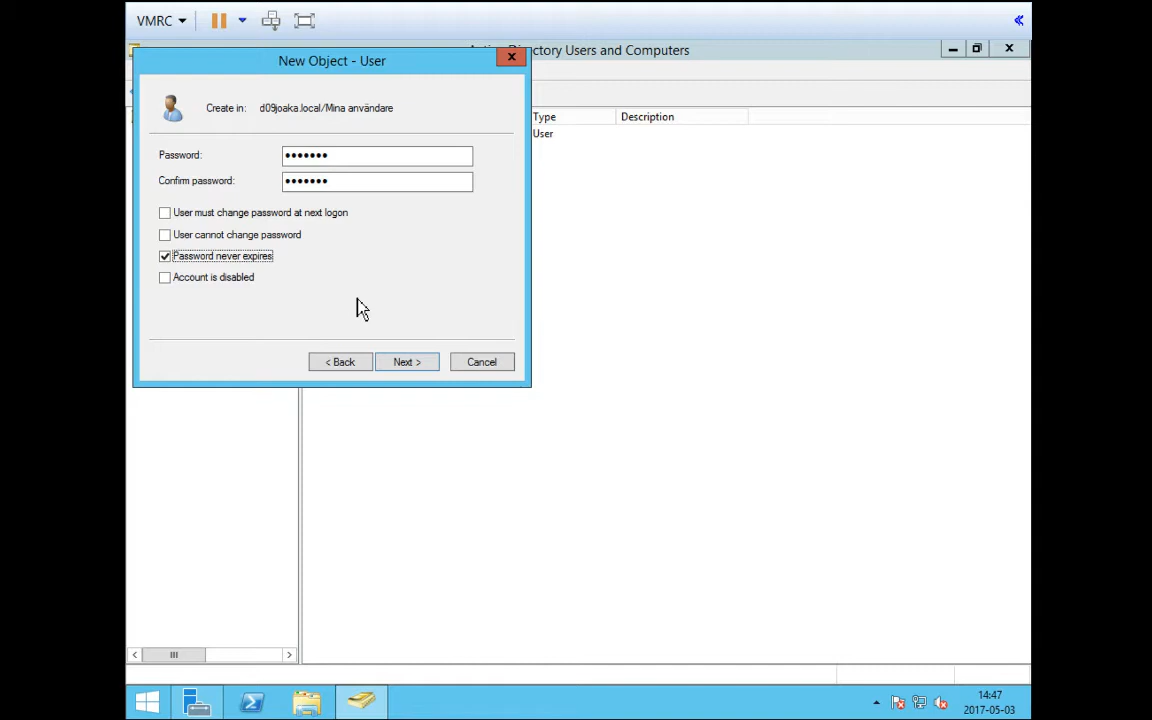 VMRC
Active Directory Users and Computers
New Object - User
Create in: d09joaka.local/Mina användare
Type Description
User
Password: •••••••
Confirm password: •••••••
User must change password at next logon
User cannot change password
Password never expires
Account is disabled
< Back Next > Cancel
14:47
2017-05-03